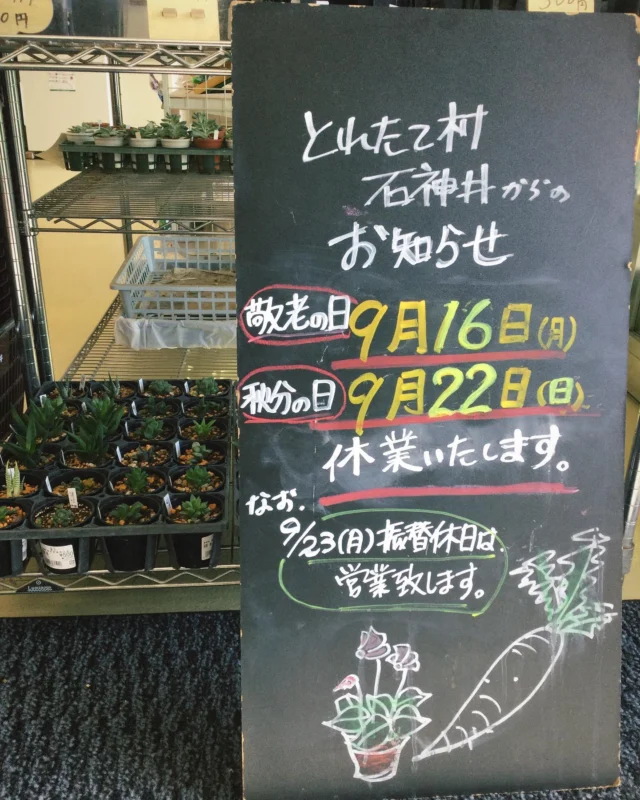 とれたて村
石神井からの
お知らせ
敬老の日 9月16日(月)
秋分の日 9月22日(日)
休業いたします。
なお、
9/23(月)振替休日は、
営業致します。